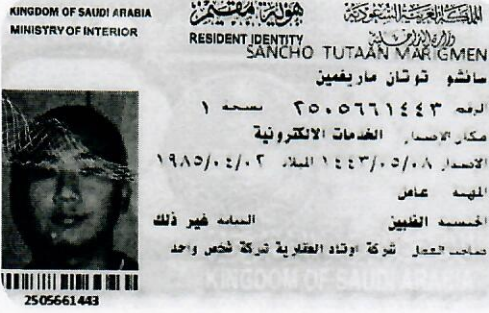 KINGDOM OF SAUDI ARABIA
MINISTRY OF INTERIOR
المملكة العربية السعودية
وزارة الداخلية
هوية مقيم
RESIDENT IDENTITY
SANCHO TUTAAN MARIGMEN
سانشو توتان ماريغمين
الرقم ٢٥٠٥٦٦١٤٤٣ نسخة ١
مكان الإصدار الخدمات الالكترونية
الاصدار ١٤٤٣/٠٥/٠٨ الميلاد ١٩٨٥/٠٤/٠٢
المهنة عامل
الجنسية الفلبين الديانة غير ذلك
صاحب العمل شركة اوتاد العقارية شركة شخص واحد
KINGDOM OF SAUDI ARABIA
2505661443